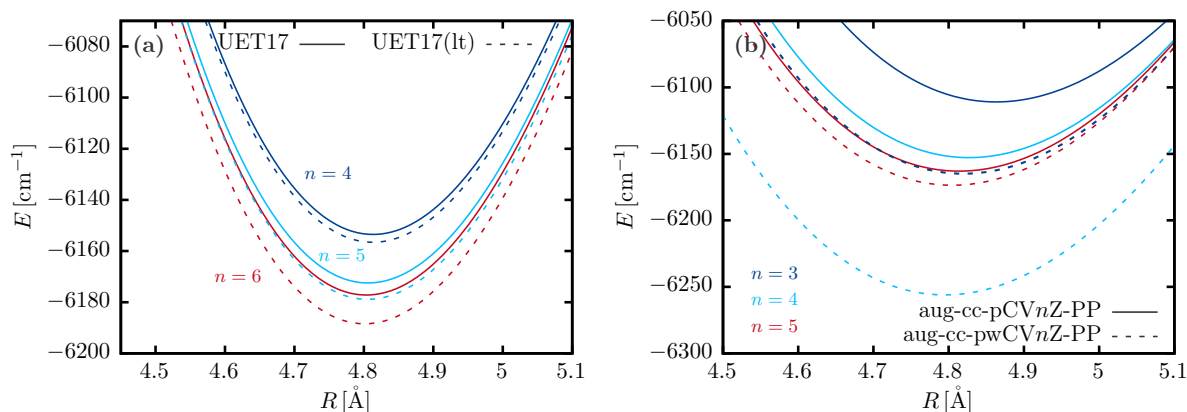 (a) UET17 UET17(lt)
−6080
−6100
−6120
−6140
−6160
−6180
−6200
E [cm⁻¹]
n = 4
n = 5
n = 6
4.5 4.6 4.7 4.8 4.9 5 5.1
R [Å]
(b)
−6050
−6100
−6150
−6200
−6250
−6300
E [cm⁻¹]
n = 3
n = 4
n = 5
aug-cc-pCVnZ-PP
aug-cc-pwCVnZ-PP
4.5 4.6 4.7 4.8 4.9 5 5.1
R [Å]